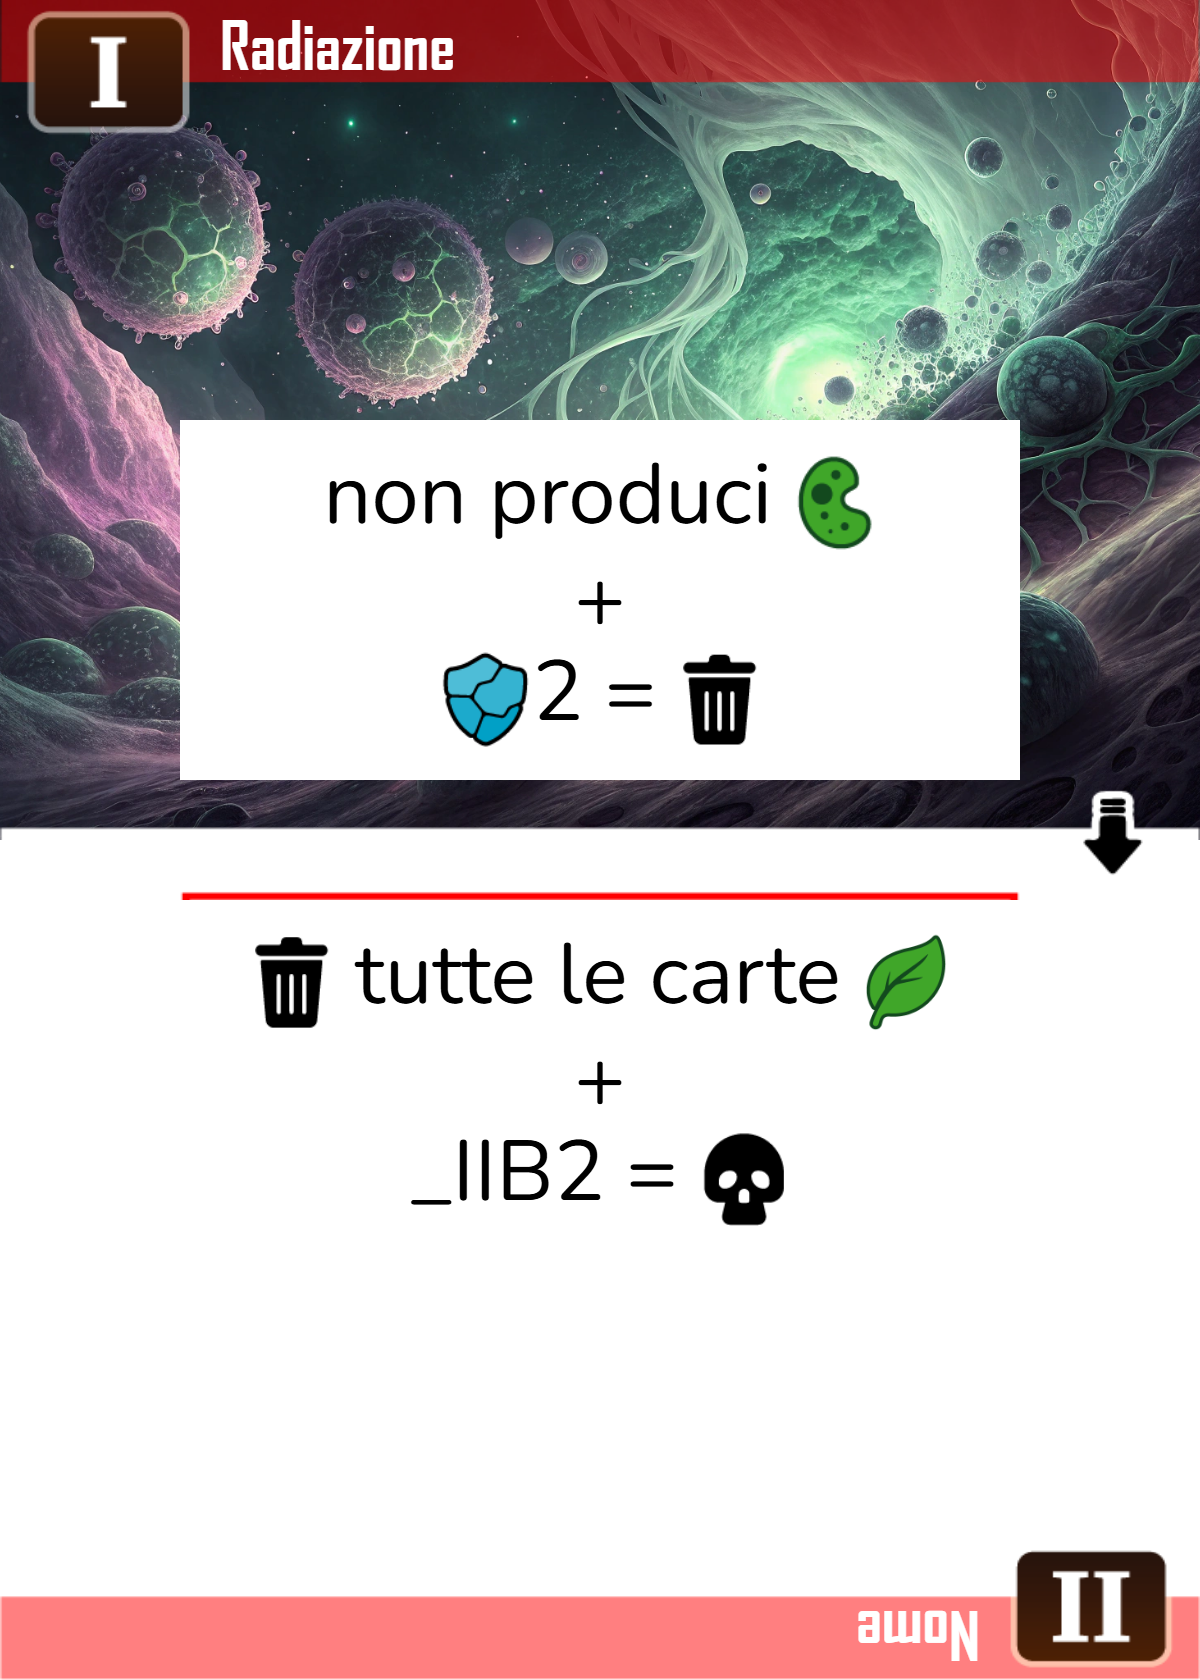 I
Radiazione
non produci
+
2 =
tutte le carte
+
_IIB2 =
II
Nome